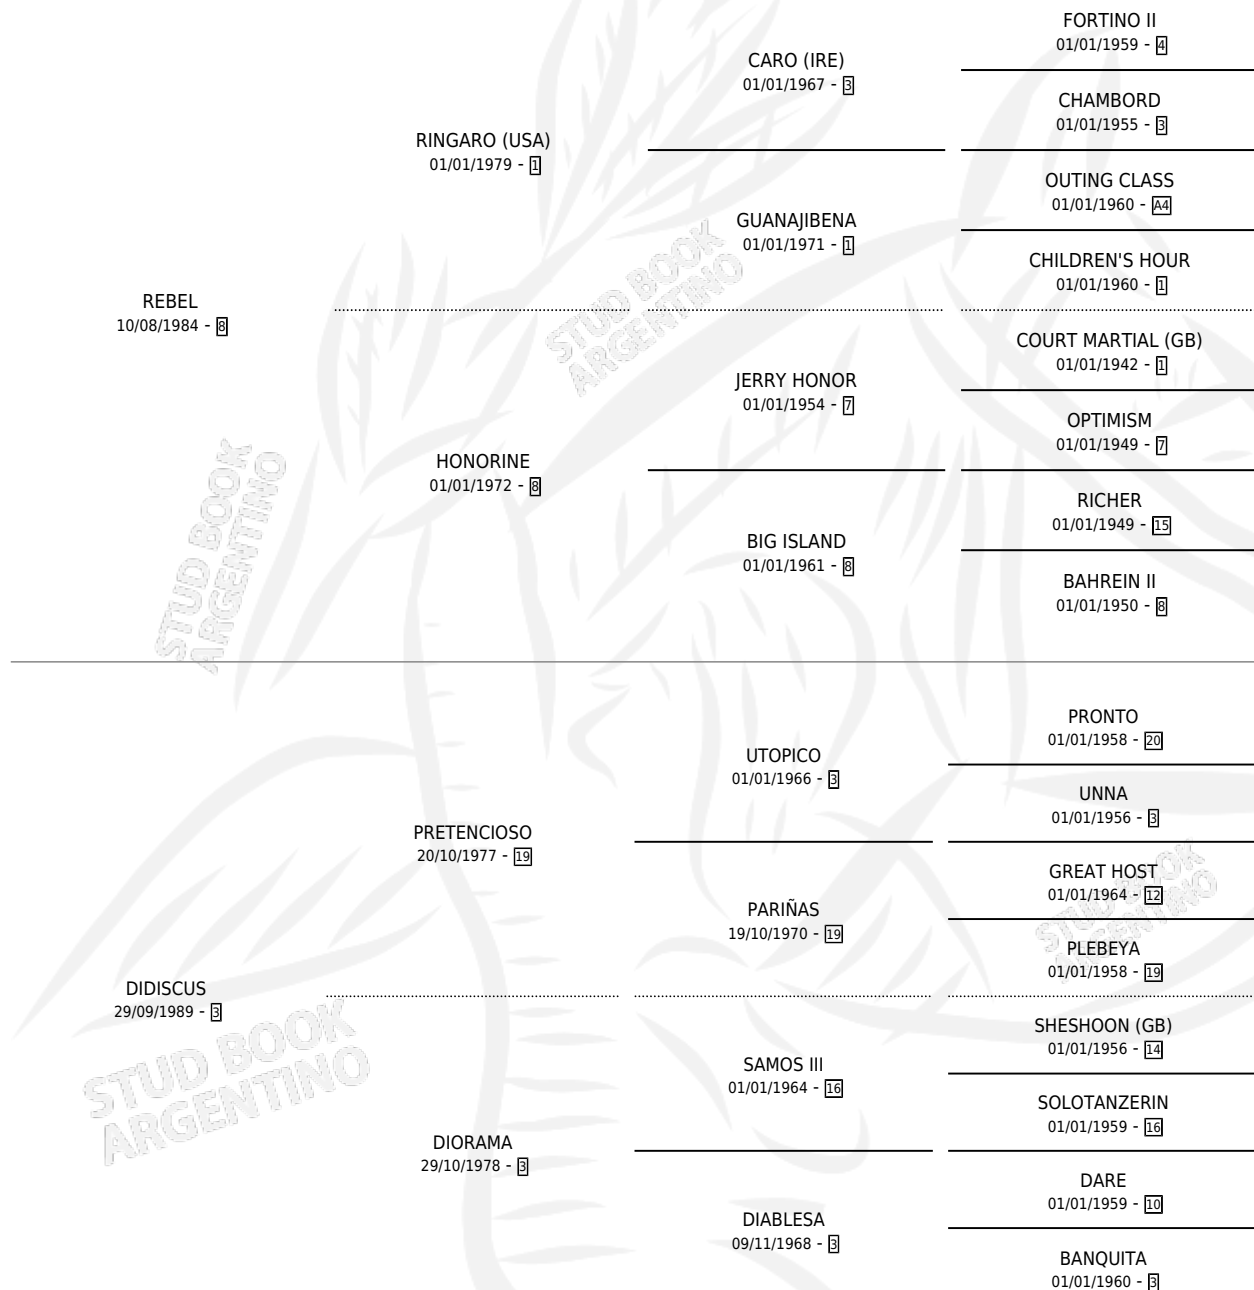 FORTINO II
01/01/1959 - 4
CARO (IRE)
01/01/1967 - 3
CHAMBORD
01/01/1955 - 3
RINGARO (USA)
01/01/1979 - 1
OUTING CLASS
01/01/1960 - A4
GUANAJIBENA
01/01/1971 - 1
CHILDREN'S HOUR
01/01/1960 - 1
REBEL
10/08/1984 - 8
COURT MARTIAL (GB)
01/01/1942 - 1
JERRY HONOR
01/01/1954 - 7
OPTIMISM
01/01/1949 - 7
HONORINE
01/01/1972 - 8
RICHER
01/01/1949 - 15
BIG ISLAND
01/01/1961 - 8
BAHREIN II
01/01/1950 - 8
PRONTO
01/01/1958 - 20
UTOPICO
01/01/1966 - 3
UNNA
01/01/1956 - 3
PRETENCIOSO
20/10/1977 - 19
GREAT HOST
01/01/1964 - 12
PARIÑAS
19/10/1970 - 19
PLEBEYA
01/01/1958 - 19
DIDISCUS
29/09/1989 - 3
SHESHOON (GB)
01/01/1956 - 14
SAMOS III
01/01/1964 - 16
SOLOTANZERIN
01/01/1959 - 16
DIORAMA
29/10/1978 - 3
DARE
01/01/1959 - 10
DIABLESA
09/11/1968 - 3
BANQUITA
01/01/1960 - 3
STUD BOOK
ARGENTINO
STUD BOOK
ARGENTINO
STUD BOOK
ARGENTINO
STUD BOOK
ARGENTINO